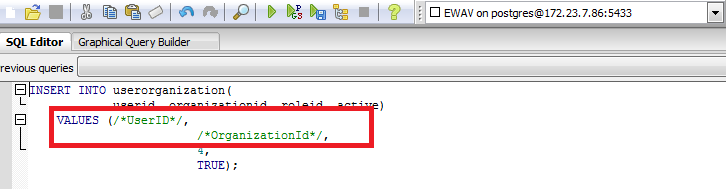 EWAV on postgres@172.23.7.86:5433
SQL Editor Graphical Query Builder
revious queries
INSERT INTO userorganization(
userid, organizationid, roleid, active)
VALUES (/*UserID*/,
/*OrganizationId*/,
4,
TRUE);